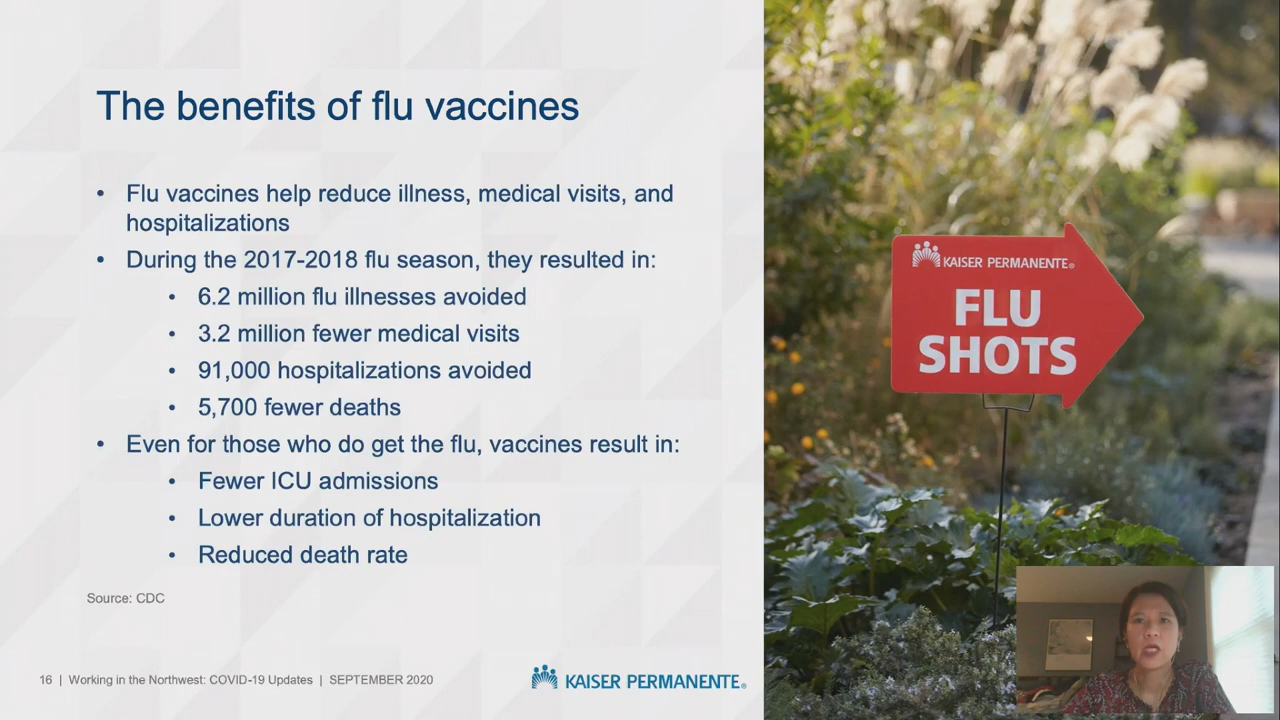 The benefits of flu vaccines
• Flu vaccines help reduce illness, medical visits, and
hospitalizations
• During the 2017-2018 flu season, they resulted in:
• 6.2 million flu illnesses avoided
• 3.2 million fewer medical visits
• 91,000 hospitalizations avoided
• 5,700 fewer deaths
• Even for those who do get the flu, vaccines result in:
• Fewer ICU admissions
• Lower duration of hospitalization
• Reduced death rate
Source: CDC
16 | Working in the Northwest: COVID-19 Updates | SEPTEMBER 2020
KAISER PERMANENTE®
KAISER PERMANENTE®
FLU
SHOTS